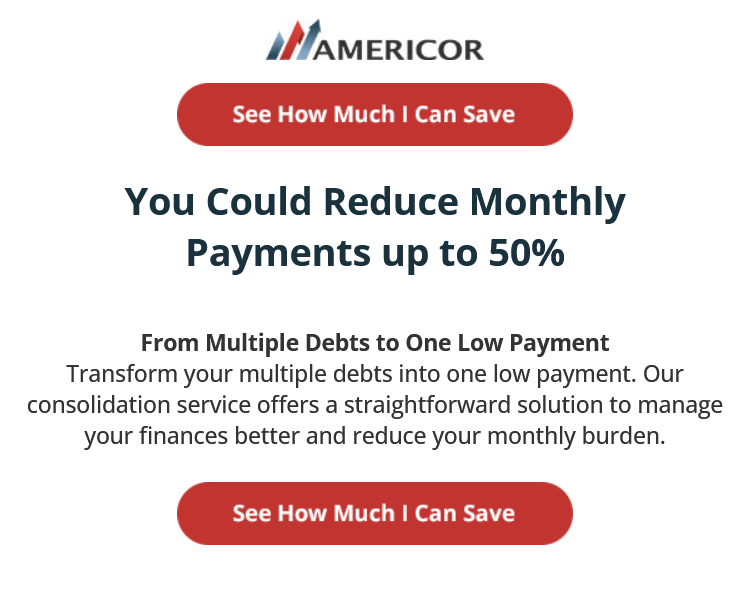 AMERICOR
See How Much I Can Save
You Could Reduce Monthly
Payments up to 50%
From Multiple Debts to One Low Payment
Transform your multiple debts into one low payment. Our
consolidation service offers a straightforward solution to manage
your finances better and reduce your monthly burden.
See How Much I Can Save